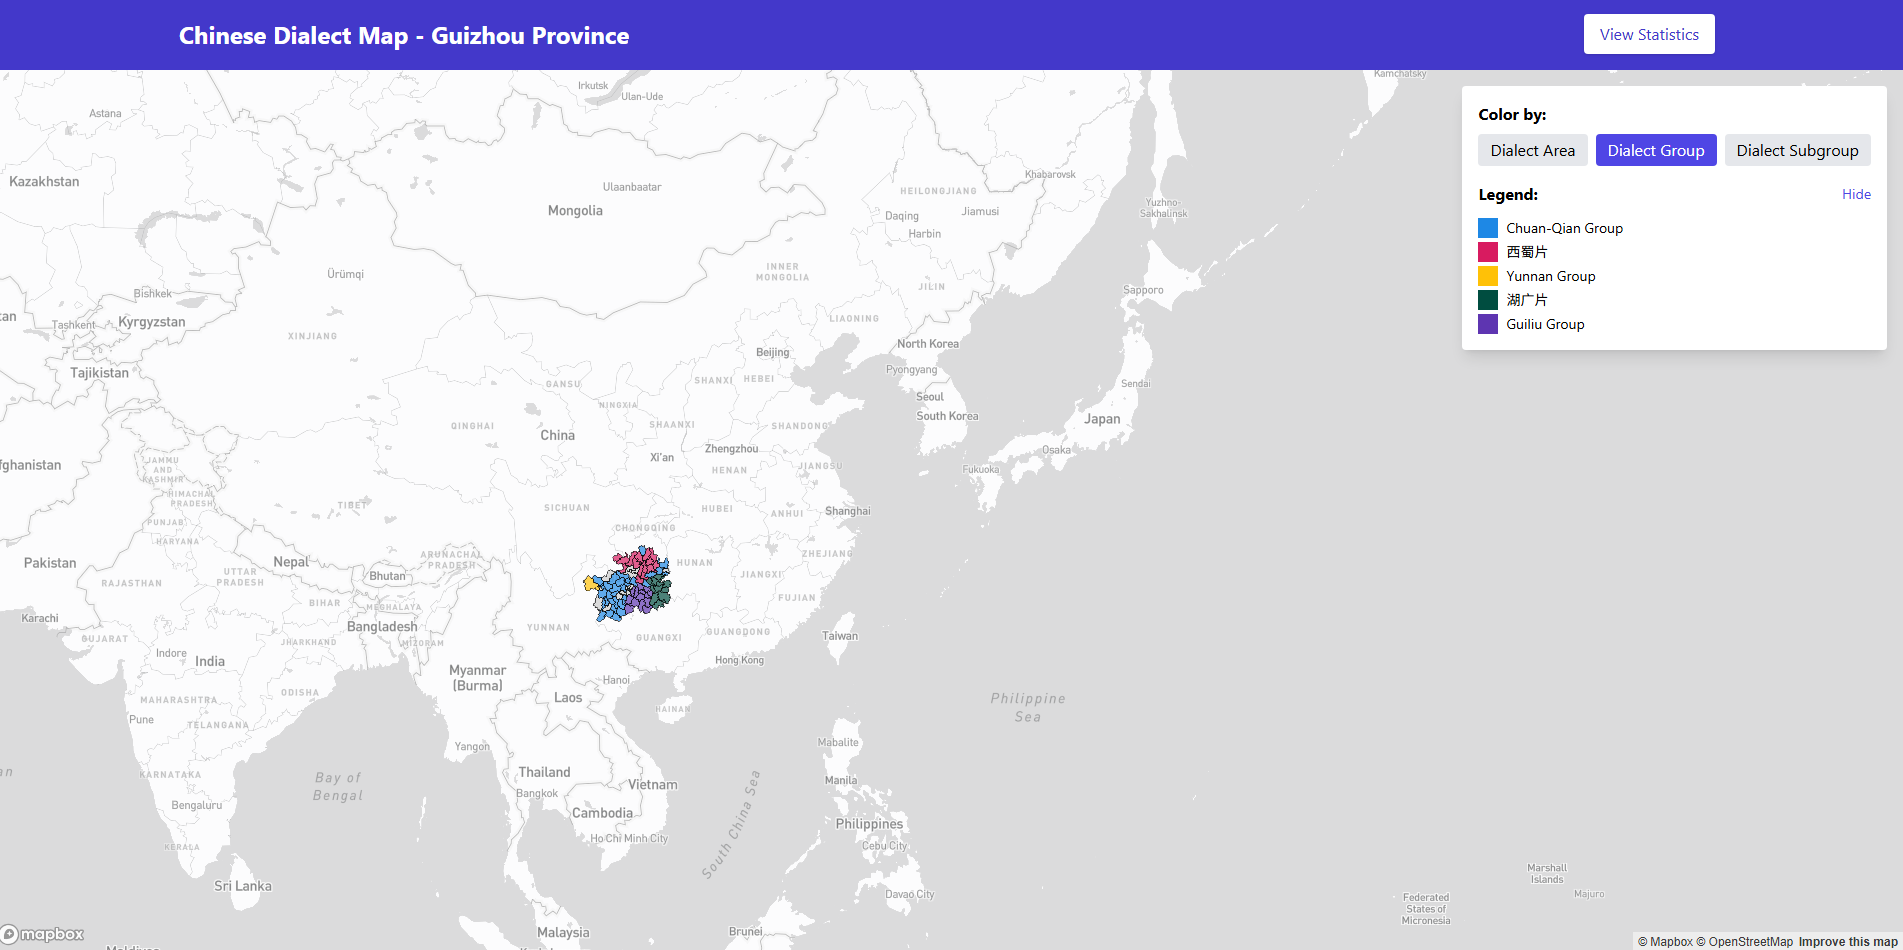 Chinese Dialect Map - Guizhou Province
View Statistics
Color by:
Dialect Area
Dialect Group
Dialect Subgroup
Legend:
Hide
Chuan-Qian Group
西蜀片
Yunnan Group
湖广片
Guiliu Group
Kamchatsky
Irkutsk
Ulan-Ude
Astana
Kazakhstan
Ulaanbaatar
Mongolia
Khabarovsk
HEILONGJIANG
Daqing
Jiamusi
Harbin
Yuzhno-
Sakhalinsk
Ürümqi
INNER
MONGOLIA
JILIN
Sapporo
Bishkek
Tashkent
Kyrgyzstan
XINJIANG
LIAONING
North Korea
Beijing
Pyongyang
Tajikistan
GANSU
SHANXI
HEBEI
Sendai
Seoul
South Korea
NINGXIA
Japan
QINGHAI
China
SHAANXI
SHANDONG
Xi'an
Zhengzhou
Osaka
fghanistan
JAMMU
AND
KASHMIR
HENAN
JIANGSU
Fukuoka
HIMACHAL
PRADESH
TIBET
SICHUAN
HUBEI
ANHUI
Shanghai
PUNJAB
CHONGQING
HARYANA
Pakistan
Nepal
ARUNACHAL
PRADESH
HUNAN
ZHEJIANG
RAJASTHAN
UTTAR
PRADESH
Bhutan
JIANGXI
BIHAR
MEGHALAYA
FUJIAN
Karachi
Bangladesh
YUNNAN
GUANGXI
GUANGDONG
Taiwan
GUJARAT
JHARKHAND
MIZORAM
Indore
India
Hong Kong
Myanmar
(Burma)
Hanoi
ODISHA
Laos
HAINAN
MAHARASHTRA
Pune
TELANGANA
Philippine
Sea
Yangon
Mabalite
KARNATAKA
Bay of
Bengal
Thailand
Vietnam
Manila
Bangkok
Bengaluru
Cambodia
South China Sea
Philippines
Ho Chi Minh City
Cebu City
KERALA
Sri Lanka
Davao City
Marshall
Islands
Majuro
Federated
States of
Micronesia
mapbox
Malaysia
Brunei
© Mapbox © OpenStreetMap Improve this map